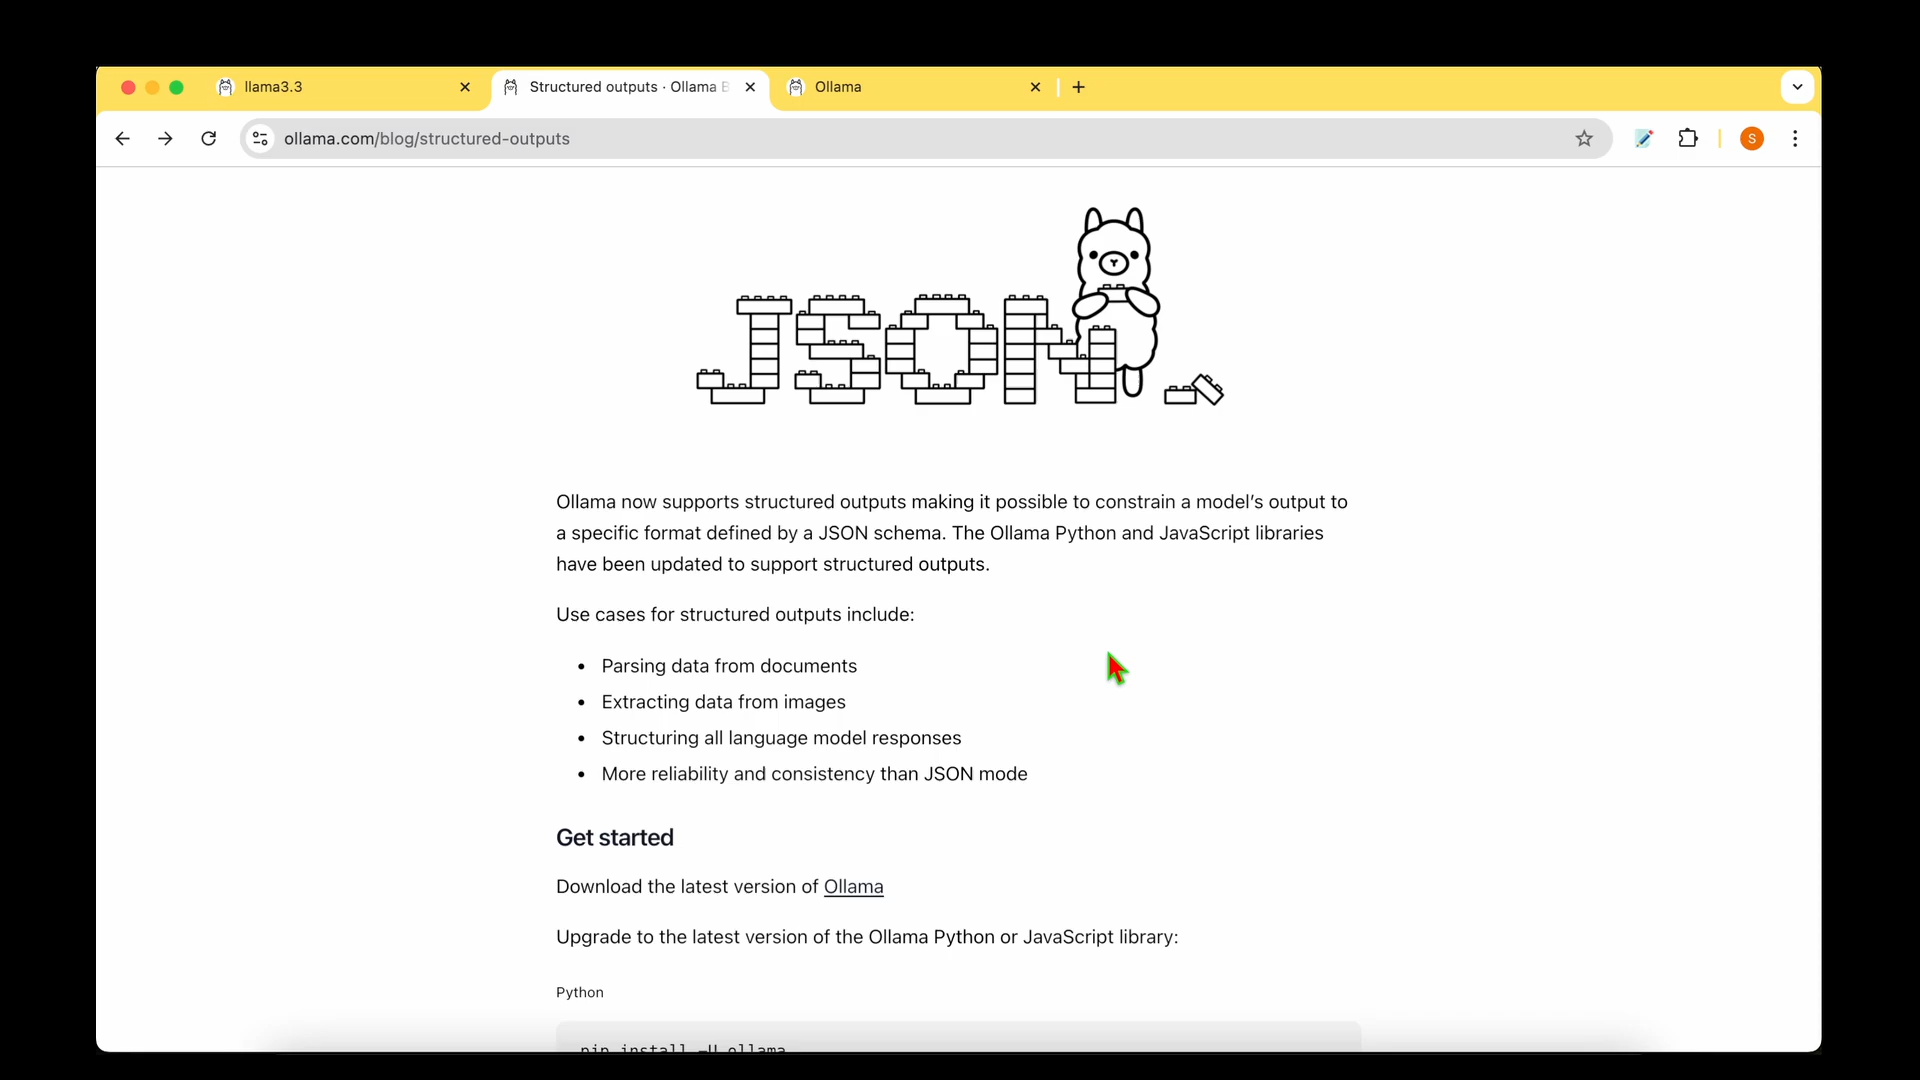 llama3.3
Structured outputs · Ollama B
Ollama
ollama.com/blog/structured-outputs
S
JSON
Ollama now supports structured outputs making it possible to constrain a model’s output to
a specific format defined by a JSON schema. The Ollama Python and JavaScript libraries
have been updated to support structured outputs.
Use cases for structured outputs include:
• Parsing data from documents
• Extracting data from images
• Structuring all language model responses
• More reliability and consistency than JSON mode
Get started
Download the latest version of Ollama
Upgrade to the latest version of the Ollama Python or JavaScript library:
Python
pip install -U ollama